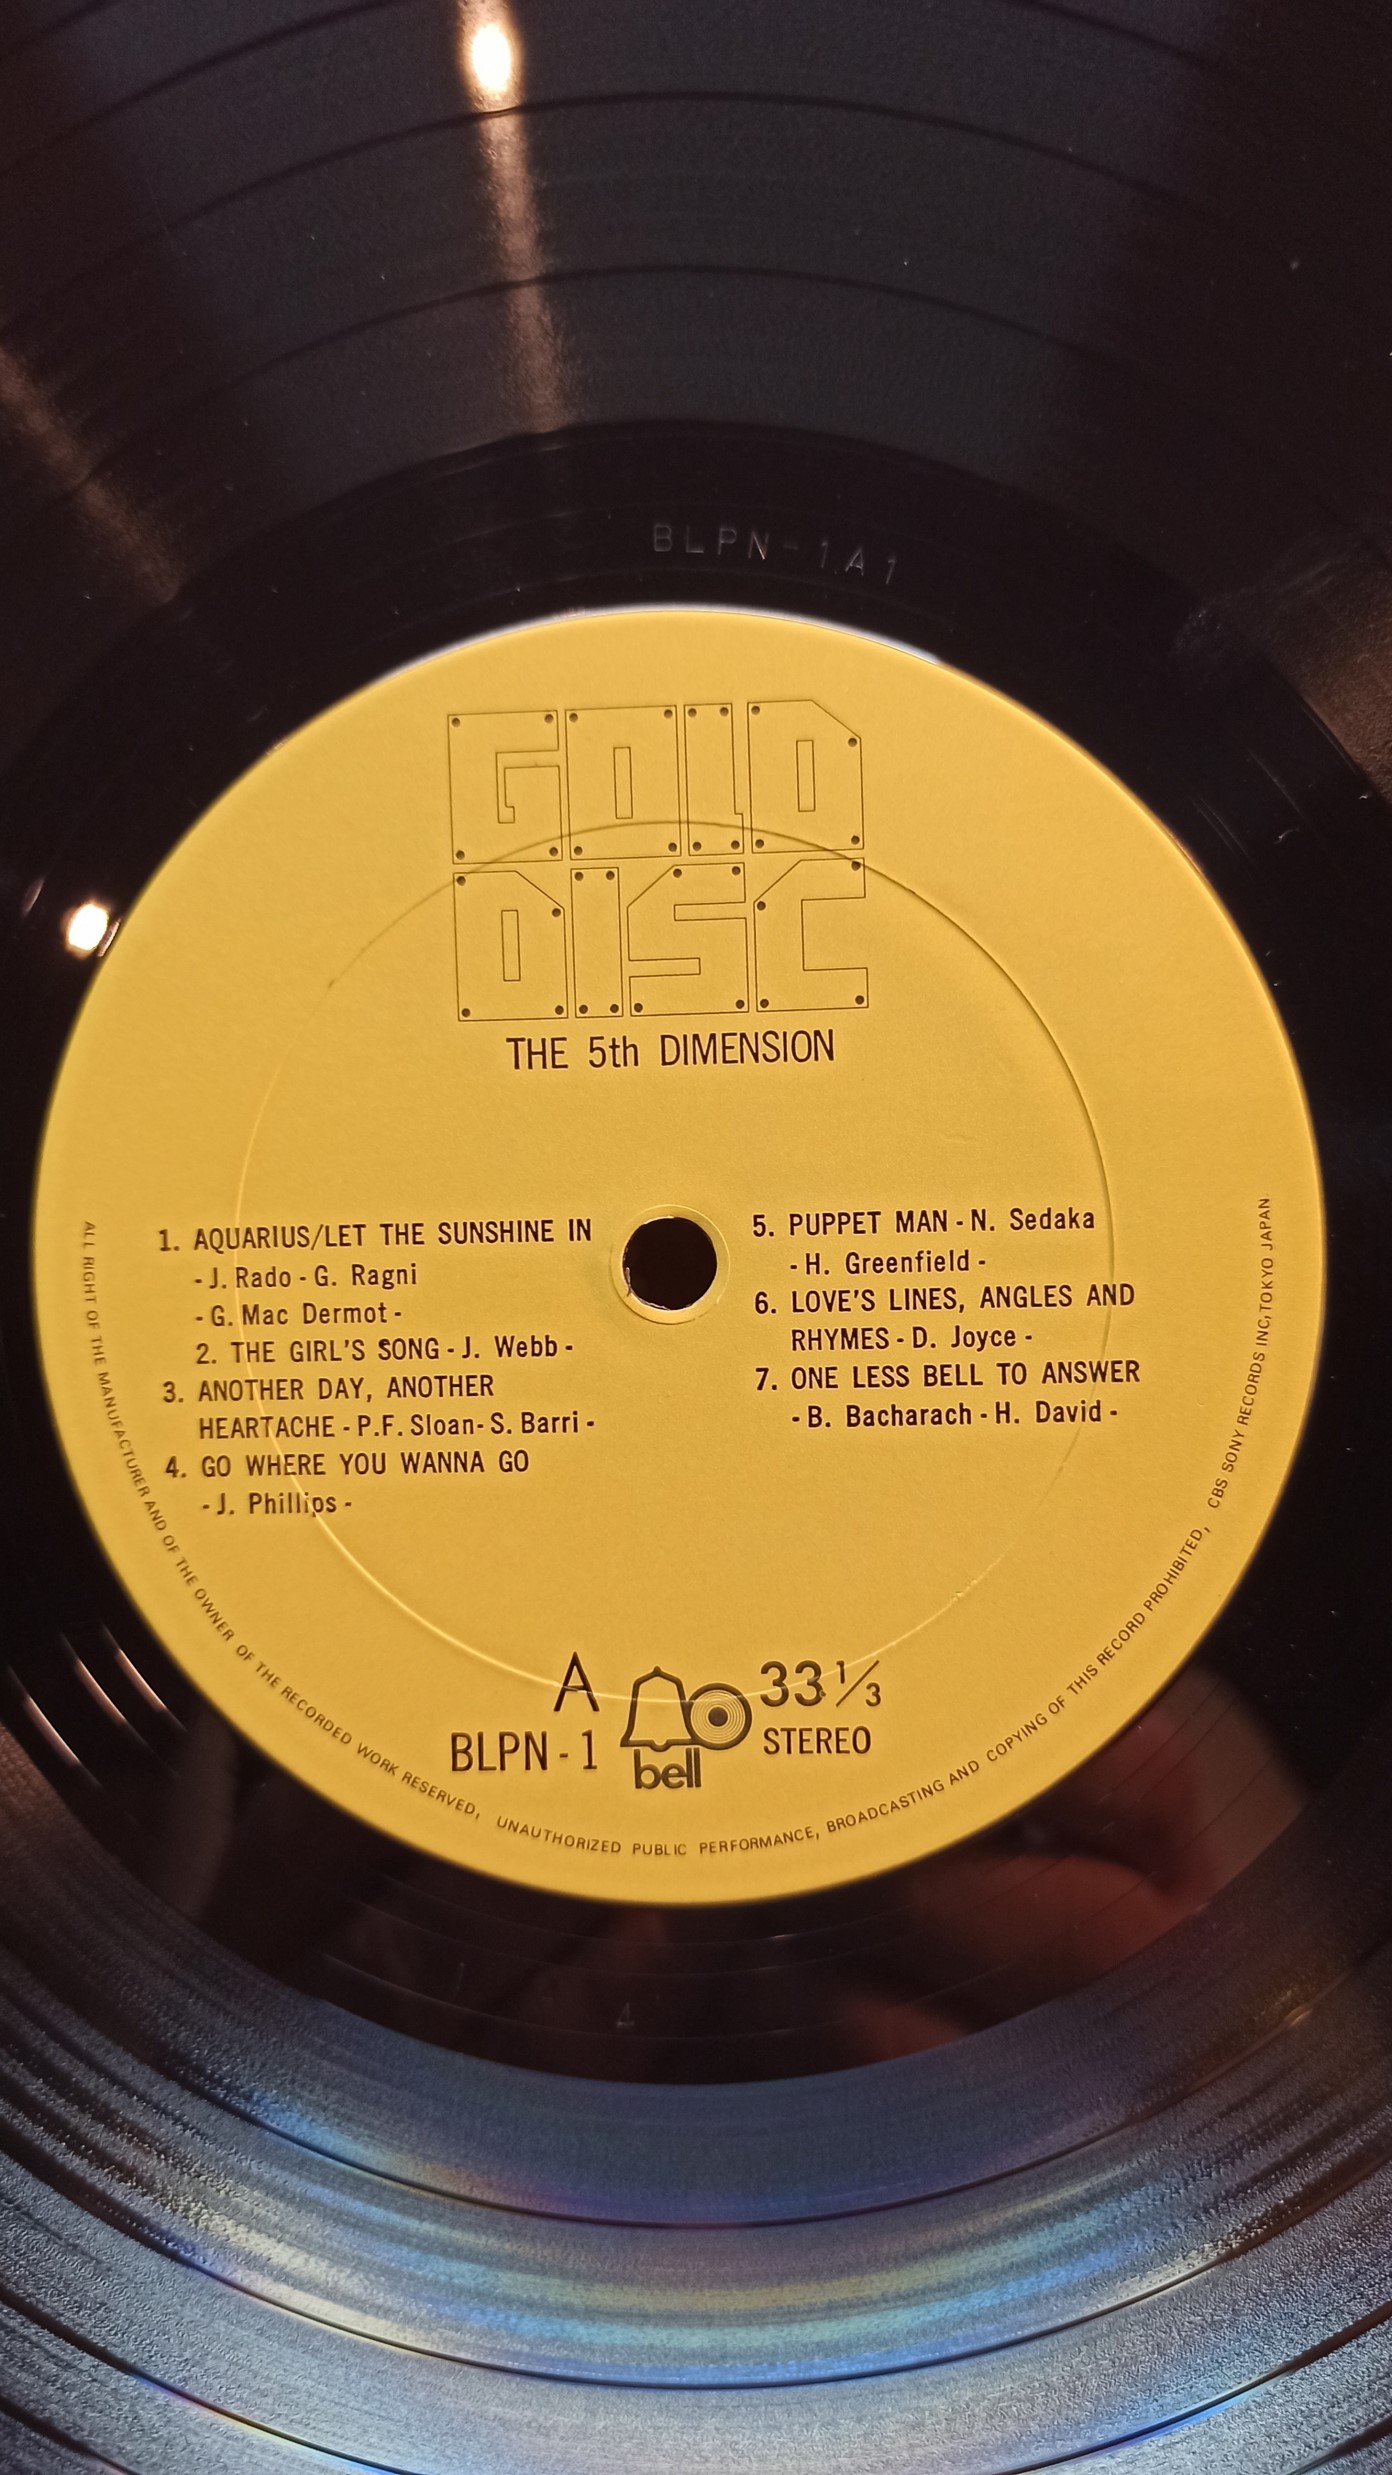 BLPN-1A1
GOLD
DISC
THE 5th DIMENSION
1. AQUARIUS/LET THE SUNSHINE IN
-J. Rado-G. Ragni
-G. Mac Dermot-
2. THE GIRL'S SONG-J. Webb-
3. ANOTHER DAY, ANOTHER
HEARTACHE-P.F. Sloan-S. Barri-
4. GO WHERE YOU WANNA GO
-J. Phillips-
5. PUPPET MAN-N. Sedaka
-H. Greenfield-
6. LOVE'S LINES, ANGLES AND
RHYMES-D. Joyce-
7. ONE LESS BELL TO ANSWER
-B. Bacharach-H. David-
A
BLPN-1
bell
33 1/3
STEREO
ALL RIGHT OF THE MANUFACTURER AND OF THE OWNER OF THE RECORDED WORK RESERVED, UNAUTHORIZED PUBLIC PERFORMANCE, BROADCASTING AND COPYING OF THIS RECORD PROHIBITED, CBS SONY RECORDS INC,TOKYO JAPAN